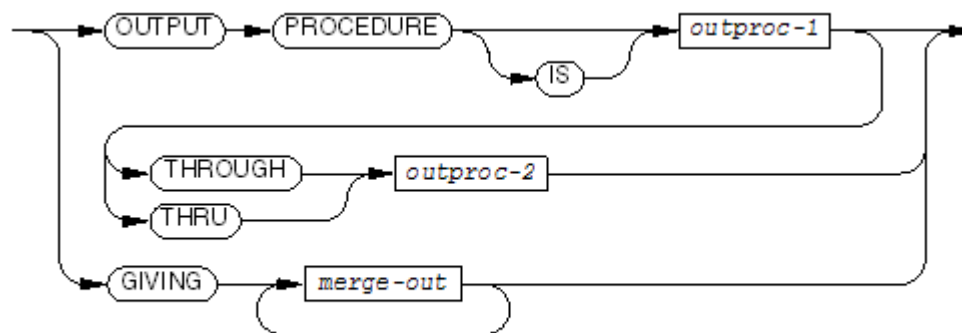 OUTPUT PROCEDURE outproc-1
IS
THROUGH outproc-2
THRU
GIVING merge-out